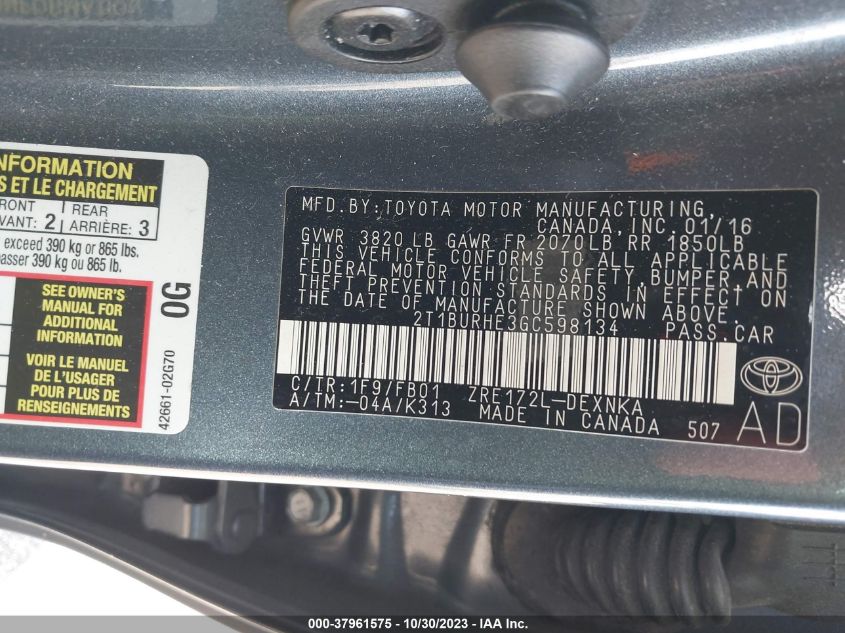 NFORMATION
S ET LE CHARGEMENT
FRONT
VANT: 2
REAR
ARRIÈRE: 3
exceed 390 kg or 865 lbs.
passer 390 kg ou 865 lb.
SEE OWNER'S
MANUAL FOR
ADDITIONAL
INFORMATION
VOIR LE MANUEL
DE L'USAGER
POUR PLUS DE
RENSEIGNEMENTS
0G
42661-02G70
MFD.BY:TOYOTA MOTOR MANUFACTURING,
CANADA,INC.01/16
GVWR 3820 LB GAWR FR 2070LB RR 1850LB
THIS VEHICLE CONFORMS TO ALL APPLICABLE
FEDERAL MOTOR VEHICLE SAFETY,BUMPER,AND
THEFT PREVENTION STANDARDS IN EFFECT ON
THE DATE OF MANUFACTURE SHOWN ABOVE.
2T1BURHE3GC598134 PASS.CAR
C/TR:1F9/FB01 ZRE172L-DEXNKA
A/TM:-04A/K313 MADE IN CANADA 507
AD
000-37961575 - 10/30/2023 - IAA Inc.